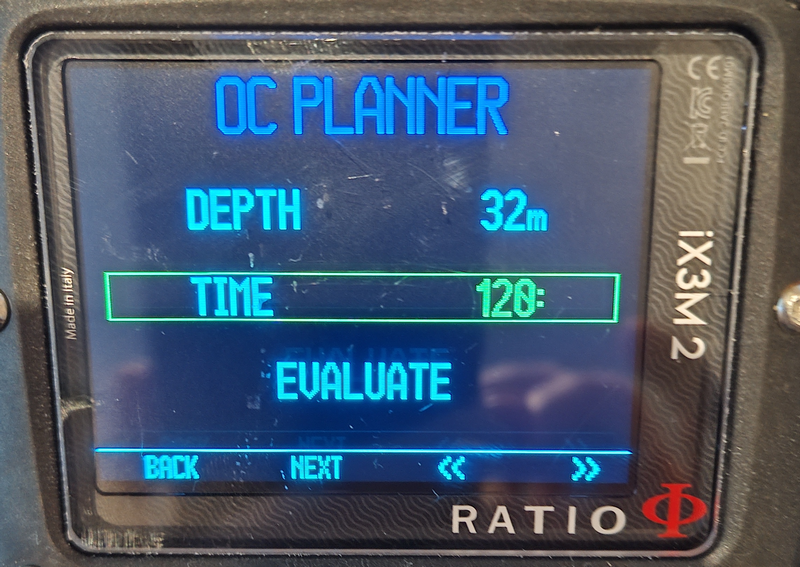 OC PLANNER
DEPTH 32m
TIME 120:
EVALUATE
BACK NEXT << >>
RATIO
iX3M 2
Made in Italy
CE